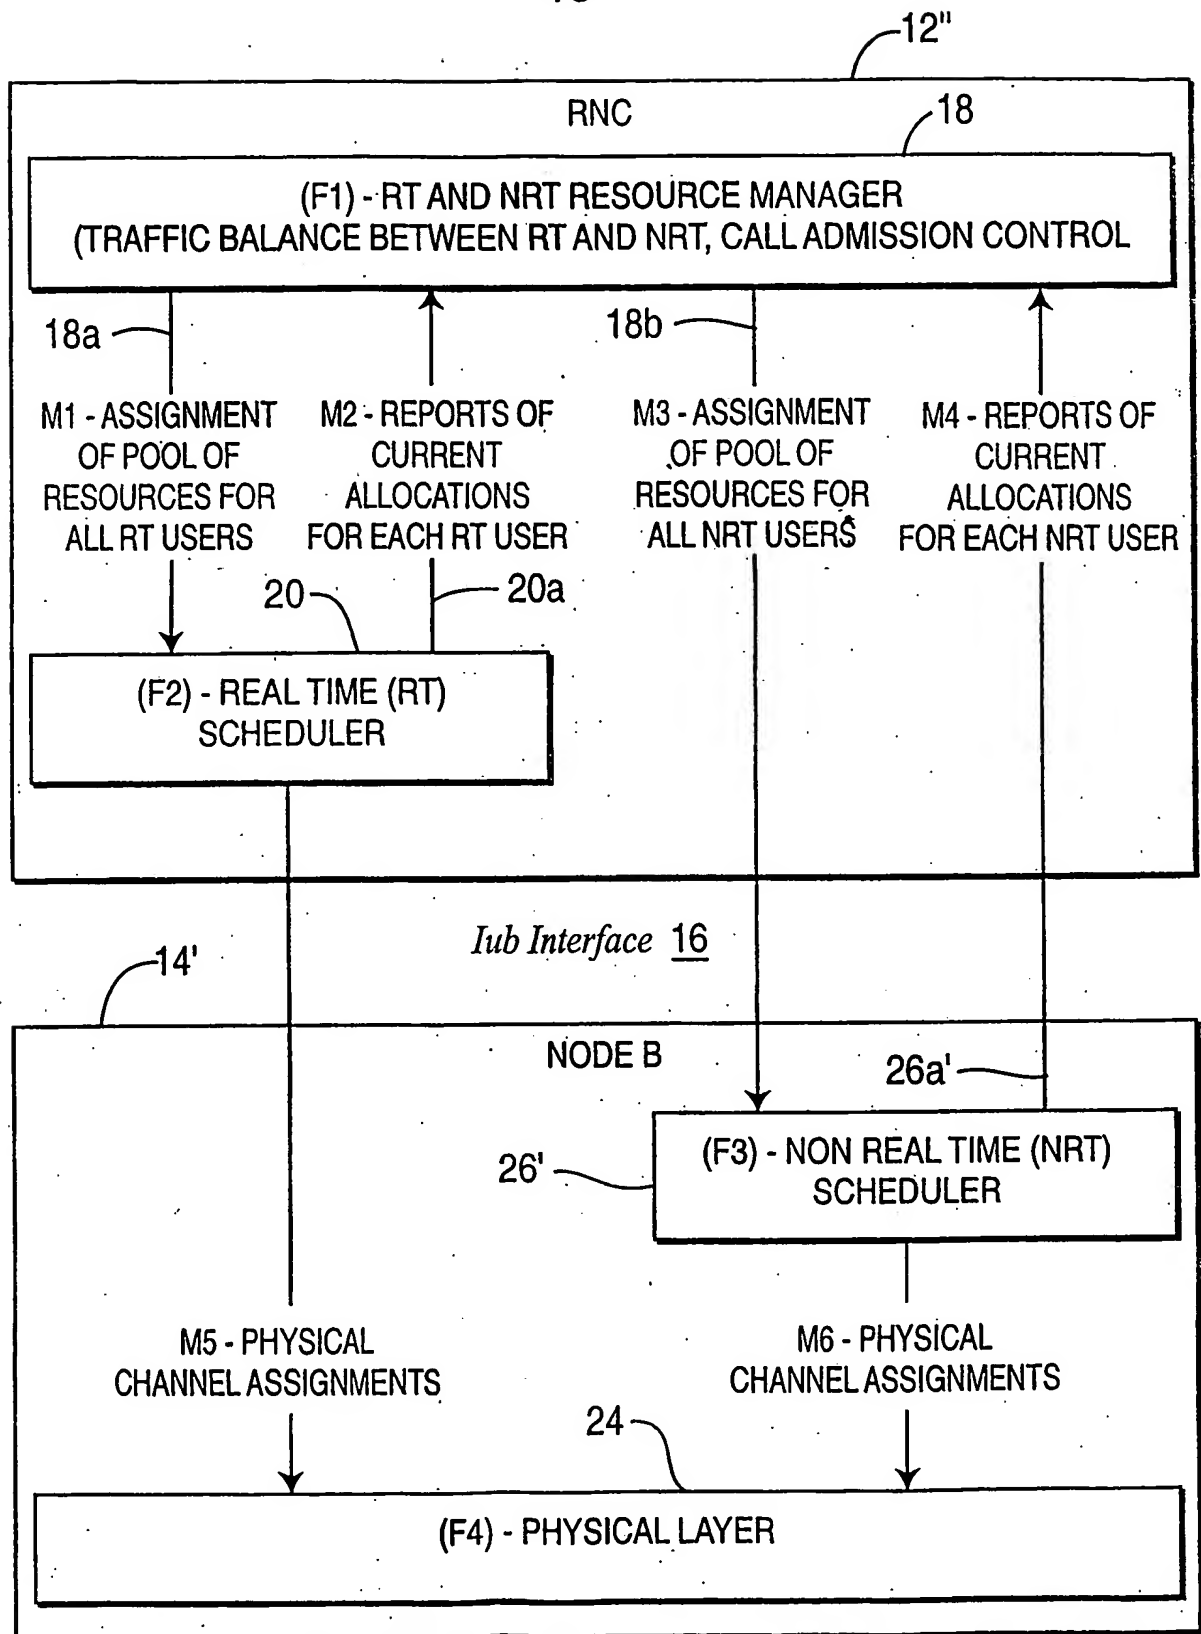 12"
RNC
18
(F1) - RT AND NRT RESOURCE MANAGER
(TRAFFIC BALANCE BETWEEN RT AND NRT, CALL ADMISSION CONTROL
18a
18b
M1 - ASSIGNMENT
OF POOL OF
RESOURCES FOR
ALL RT USERS
M2 - REPORTS OF
CURRENT
ALLOCATIONS
FOR EACH RT USER
M3 - ASSIGNMENT
OF POOL OF
RESOURCES FOR
ALL NRT USERS
M4 - REPORTS OF
CURRENT
ALLOCATIONS
FOR EACH NRT USER
20
20a
(F2) - REAL TIME (RT)
SCHEDULER
Iub Interface 16
14'
NODE B
26a'
26'
(F3) - NON REAL TIME (NRT)
SCHEDULER
M5 - PHYSICAL
CHANNEL ASSIGNMENTS
M6 - PHYSICAL
CHANNEL ASSIGNMENTS
24
(F4) - PHYSICAL LAYER